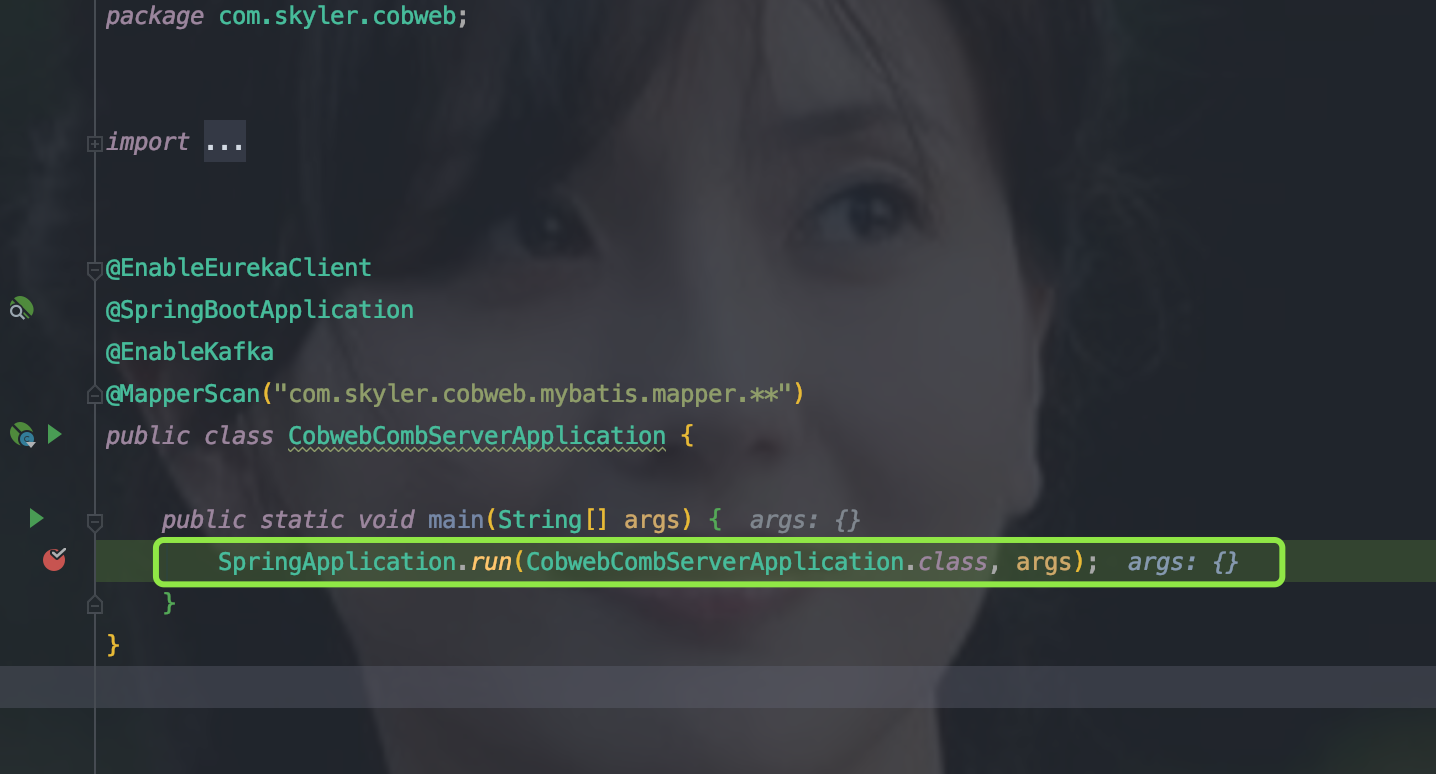 package com.skyler.cobweb;
import ...
@EnableEurekaClient
@SpringBootApplication
@EnableKafka
@MapperScan("com.skyler.cobweb.mybatis.mapper.**")
public class CobwebCombServerApplication {
public static void main(String[] args) { args: {}
SpringApplication.run(CobwebCombServerApplication.class, args); args: {}
}
}